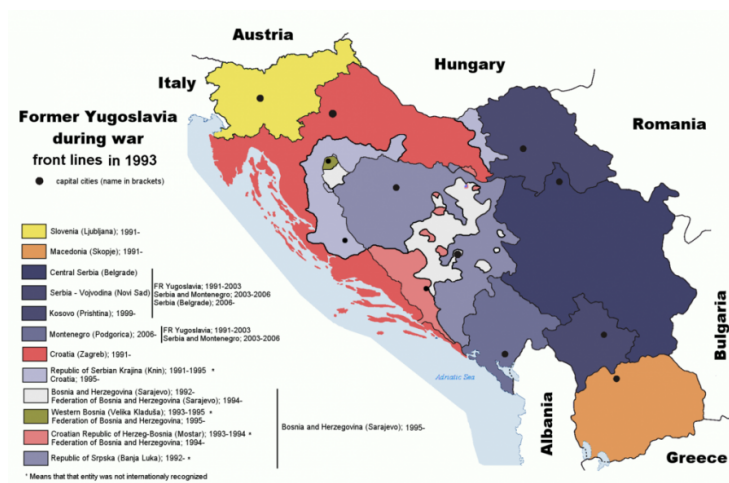 Austria
Hungary
Italy
Romania
Former Yugoslavia
during war
front lines in 1993
capital cities (name in brackets)
Slovenia (Ljubljana); 1991-
Macedonia (Skopje); 1991-
Central Serbia (Belgrade)
Serbia - Vojvodina (Novi Sad)
Kosovo (Prishtina); 1999-
FR Yugoslavia; 1991-2003
Serbia and Montenegro; 2003-2006
Serbia (Belgrade); 2006-
Montenegro (Podgorica); 2006-
FR Yugoslavia; 1991-2003
Serbia and Montenegro; 2003-2006
Croatia (Zagreb); 1991-
Republic of Serbian Krajina (Knin); 1991-1995 *
Croatia; 1995-
Bosnia and Herzegovina (Sarajevo); 1992-
Federation of Bosnia and Herzegovina (Sarajevo); 1994-
Western Bosnia (Velika Kladuša); 1993-1995 *
Federation of Bosnia and Herzegovina; 1995-
Croatian Republic of Herzeg-Bosnia (Mostar); 1993-1994 *
Federation of Bosnia and Herzegovina; 1994-
Republic of Srpska (Banja Luka); 1992- *
Bosnia and Herzegovina (Sarajevo); 1995-
* Means that that entity was not internationaly recognized
Adriatic Sea
Bulgaria
Albania
Greece